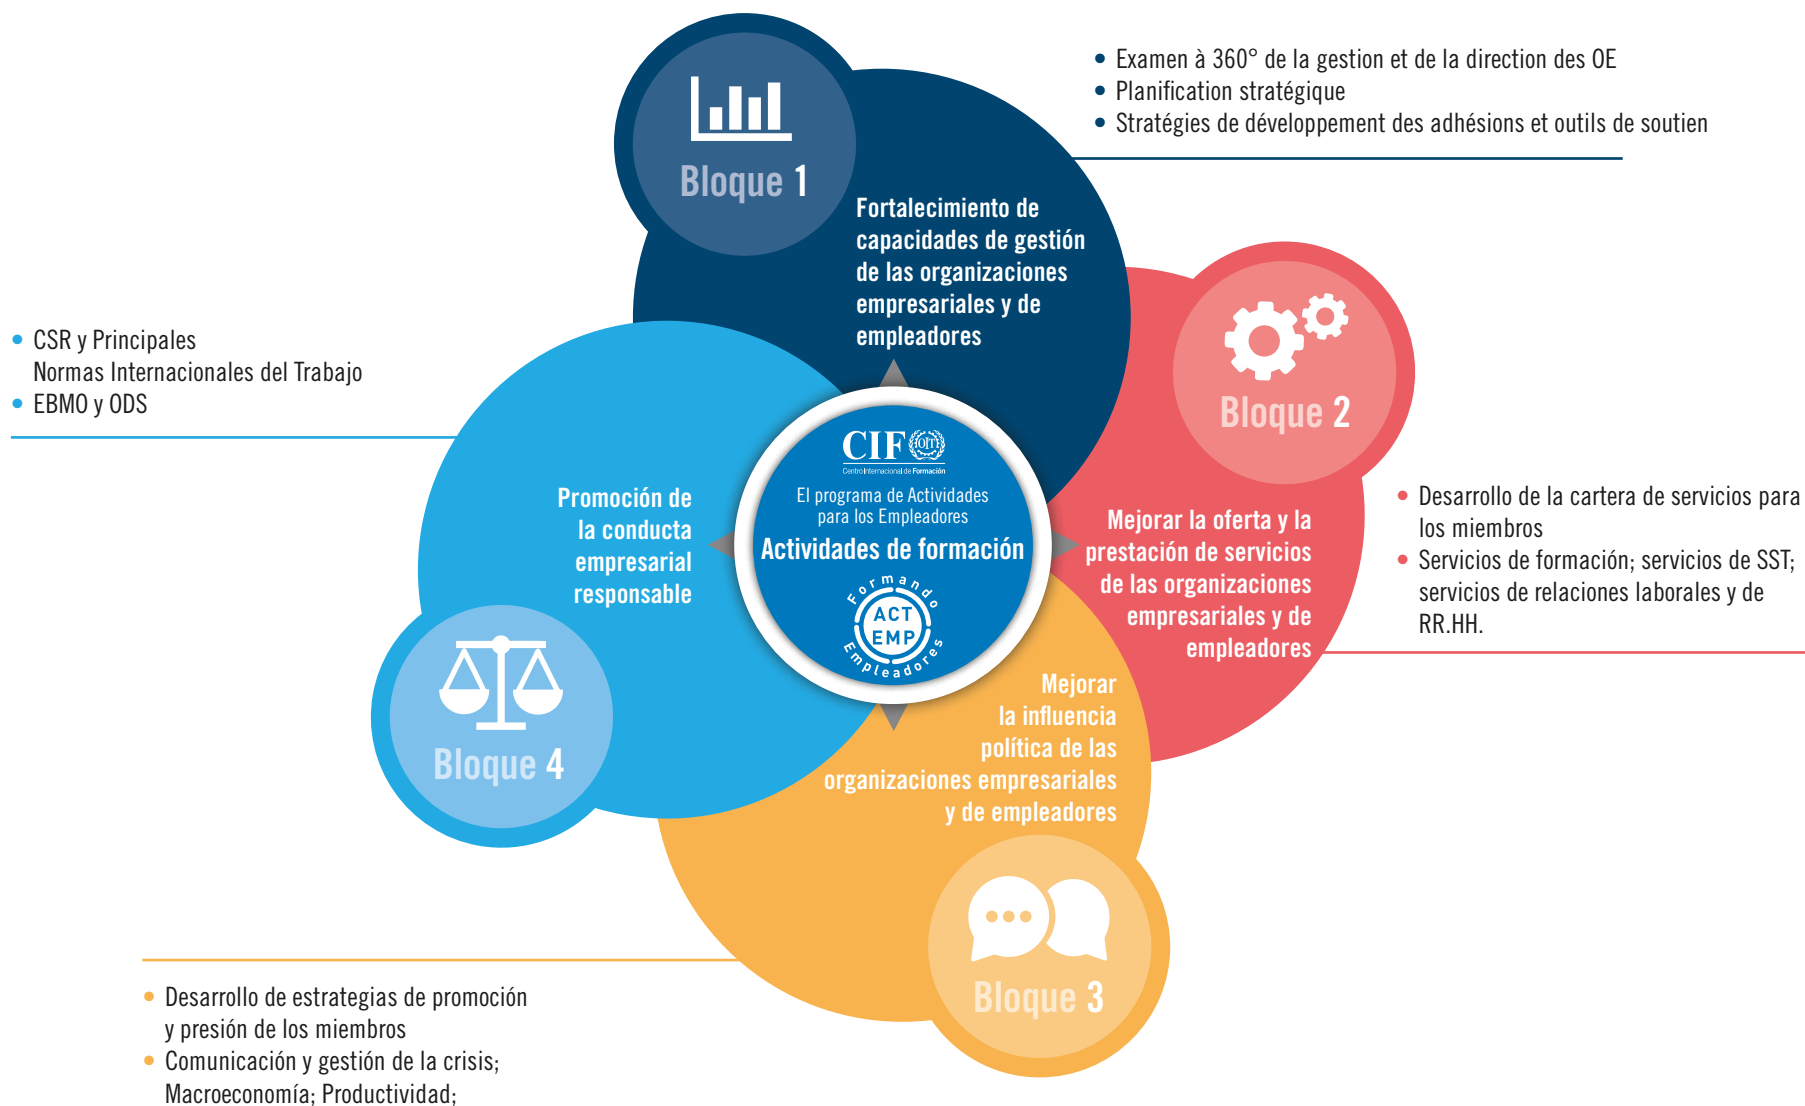 • Examen à 360° de la gestion et de la direction des OE
• Planification stratégique
• Stratégies de développement des adhésions et outils de soutien
Bloque 1
Fortalecimiento de
capacidades de gestión
de las organizaciones
empresariales y de
empleadores
Bloque 2
Mejorar la oferta y la
prestación de servicios
de las organizaciones
empresariales y de
empleadores
• Desarrollo de la cartera de servicios para
los miembros
• Servicios de formación; servicios de SST;
servicios de relaciones laborales y de
RR.HH.
• CSR y Principales
Normas Internacionales del Trabajo
• EBMO y ODS
Promoción de
la conducta
empresarial
responsable
Bloque 4
CIF OIT
Centro Internacional de Formación
El programa de Actividades
para los Empleadores
Actividades de formación
Formando
ACT
EMP
Empleadores
Mejorar
la influencia
política de las
organizaciones empresariales
y de empleadores
Bloque 3
• Desarrollo de estrategias de promoción
y presión de los miembros
• Comunicación y gestión de la crisis;
Macroeconomía; Productividad;